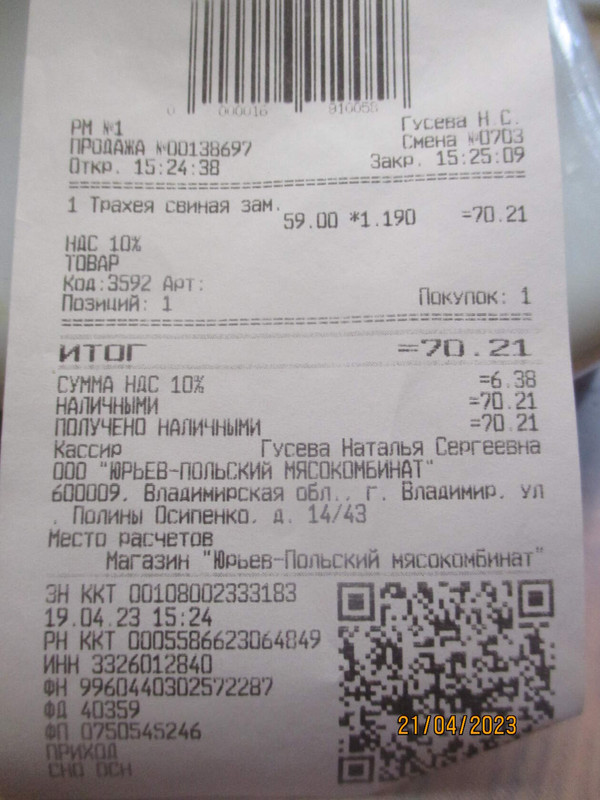 0 000016 910058
РМ №1 Гусева Н.С.
ПРОДАЖА №00138697 Смена №0703
Откр. 15:24:38 Закр. 15:25:09
1 Трахея свиная зам.
59.00 *1.190 =70.21
НДС 10%
ТОВАР
Код:3592 Арт:
Позиций: 1 Покупок: 1
ИТОГ =70.21
СУММА НДС 10% =6.38
НАЛИЧНЫМИ =70.21
ПОЛУЧЕНО НАЛИЧНЫМИ =70.21
Кассир Гусева Наталья Сергеевна
ООО "ЮРЬЕВ-ПОЛЬСКИЙ МЯСОКОМБИНАТ"
600009, Владимирская обл., г. Владимир, ул
. Полины Осипенко, д. 14/43
Место расчетов
Магазин "Юрьев-Польский мясокомбинат"
ЗН ККТ 00108002333183
19.04.23 15:24
РН ККТ 0005586623064849
ИНН 3326012840
ФН 9960440302572287
ФД 40359
ФП 0750545246
ПРИХОД
СНО ОСН
21/04/2023